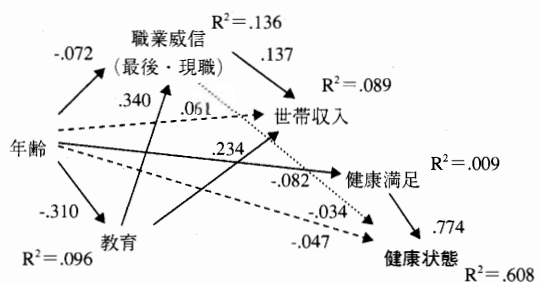 R²=.136
職業威信
(最後・現職)
-.072
.137
R²=.089
.340
.061
世帯収入
年齢
.234
R²=.009
-.082
健康満足
-.310
-.034
.774
教育
-.047
健康状態
R²=.096
R²=.608